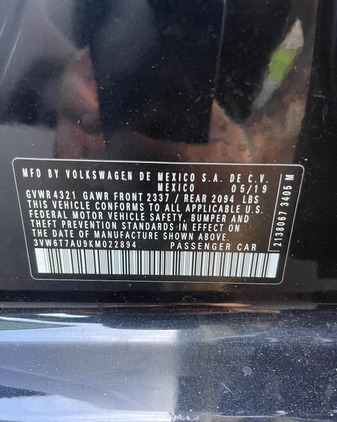 MFD BY VOLKSWAGEN DE MEXICO S.A. DE C.V.
MEXICO 05/19
GVWR 4321 GAWR FRONT 2337 / REAR 2094 LBS
THIS VEHICLE CONFORMS TO ALL APPLICABLE U.S.
FEDERAL MOTOR VEHICLE SAFETY, BUMPER AND
THEFT PREVENTION STANDARDS IN EFFECT ON
THE DATE OF MANUFACTURE SHOWN ABOVE.
3VW6T7AU9KM022894 PASSENGER CAR
2138067 3405 M